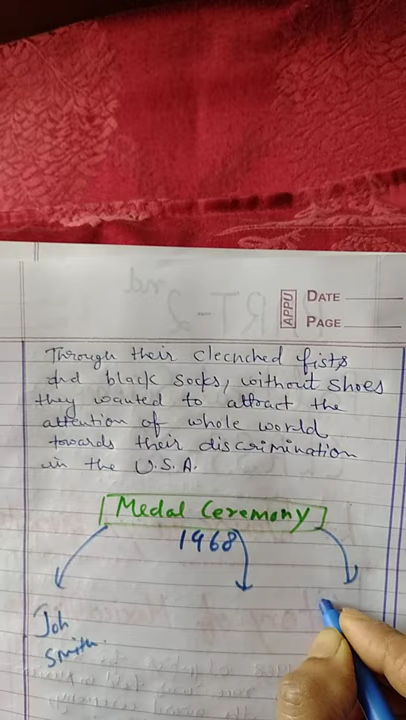 APPU
DATE
PAGE
Through their clecnched fists
and black socks, without shoes
they wanted to attract the
attention of whole world
towards their discrimination
in the U.S.A.
Medal Ceremony
1968
Joh
Smith